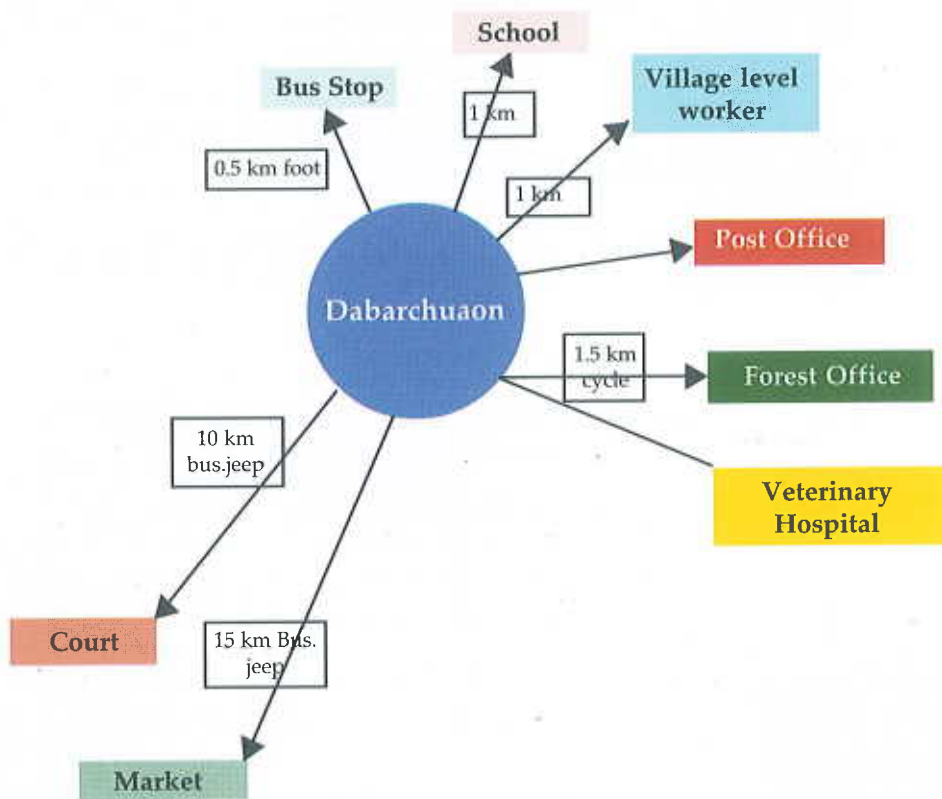 School
Bus Stop
Village level
worker
1 km
0.5 km foot
1 km
Post Office
Dabarchuaon
1.5 km
cycle
Forest Office
10 km
bus.jeep
Veterinary
Hospital
Court
15 km Bus.
jeep
Market